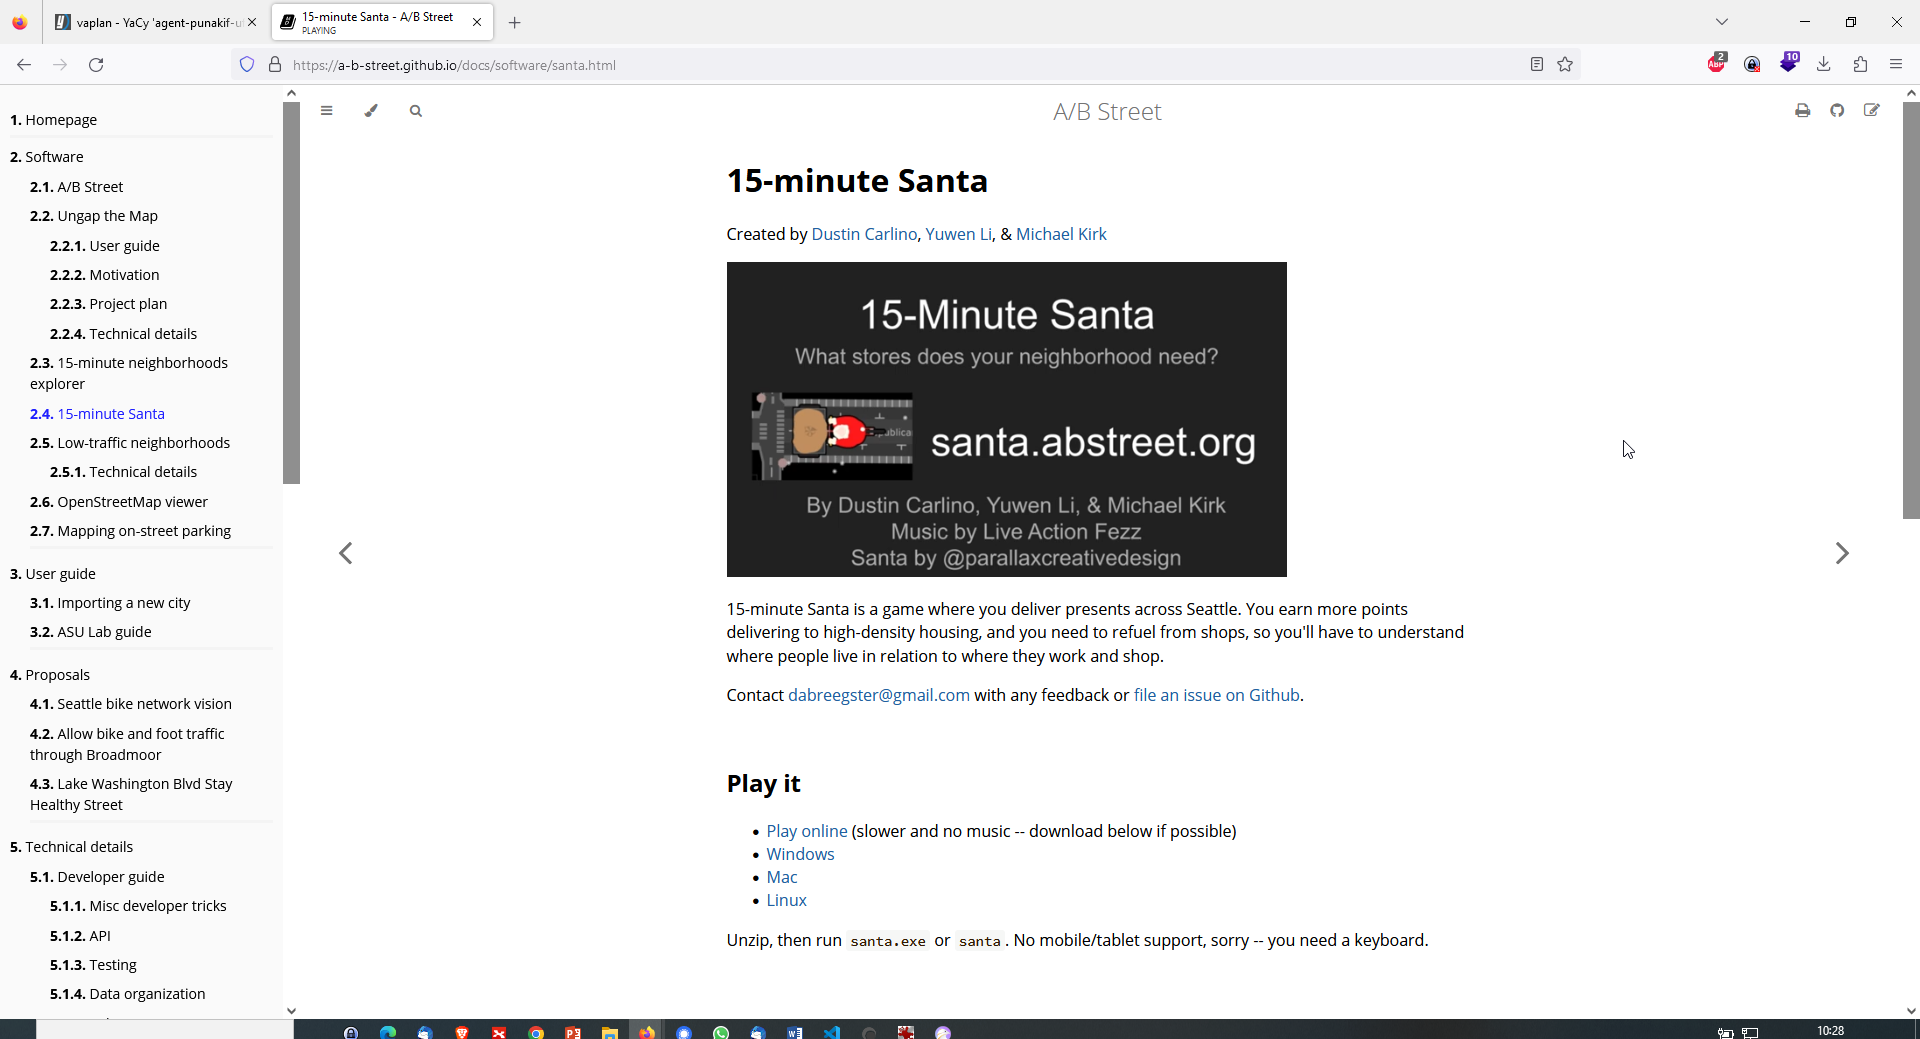 vaplan - YaCy 'agent-punakif-u
15-minute Santa - A/B Street
PLAYING
https://a-b-street.github.io/docs/software/santa.html
ABP
2
10
1. Homepage
2. Software
2.1. A/B Street
2.2. Ungap the Map
2.2.1. User guide
2.2.2. Motivation
2.2.3. Project plan
2.2.4. Technical details
2.3. 15-minute neighborhoods
explorer
2.4. 15-minute Santa
2.5. Low-traffic neighborhoods
2.5.1. Technical details
2.6. OpenStreetMap viewer
2.7. Mapping on-street parking
3. User guide
3.1. Importing a new city
3.2. ASU Lab guide
4. Proposals
4.1. Seattle bike network vision
4.2. Allow bike and foot traffic
through Broadmoor
4.3. Lake Washington Blvd Stay
Healthy Street
5. Technical details
5.1. Developer guide
5.1.1. Misc developer tricks
5.1.2. API
5.1.3. Testing
5.1.4. Data organization
A/B Street
15-minute Santa
Created by Dustin Carlino, Yuwen Li, & Michael Kirk
15-Minute Santa
What stores does your neighborhood need?
publica
santa.abstreet.org
By Dustin Carlino, Yuwen Li, & Michael Kirk
Music by Live Action Fezz
Santa by @parallaxcreativedesign
15-minute Santa is a game where you deliver presents across Seattle. You earn more points
delivering to high-density housing, and you need to refuel from shops, so you'll have to understand
where people live in relation to where they work and shop.
Contact dabreegster@gmail.com with any feedback or file an issue on Github.
Play it
• Play online (slower and no music -- download below if possible)
• Windows
• Mac
• Linux
Unzip, then run santa.exe or santa. No mobile/tablet support, sorry -- you need a keyboard.
10:28